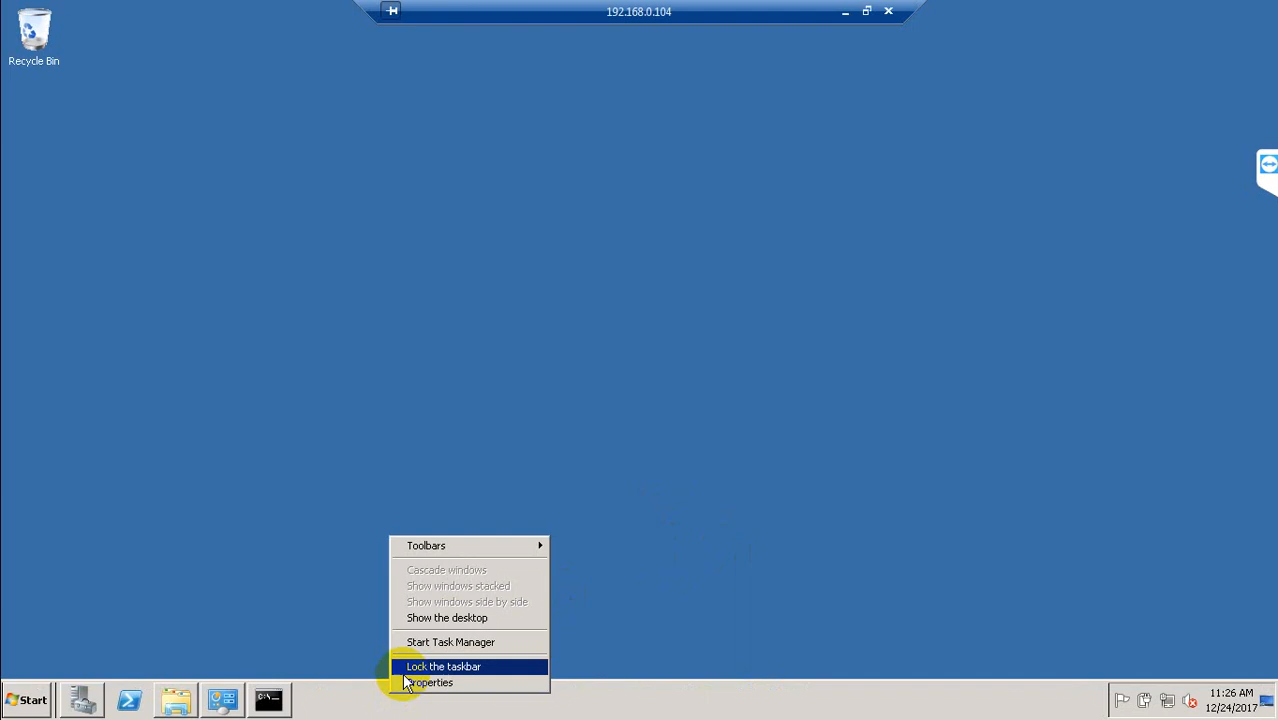 192.168.0.104
Recycle Bin
Toolbars
Cascade windows
Show windows stacked
Show windows side by side
Show the desktop
Start Task Manager
Lock the taskbar
Properties
Start
C:\_
11:26 AM
12/24/2017